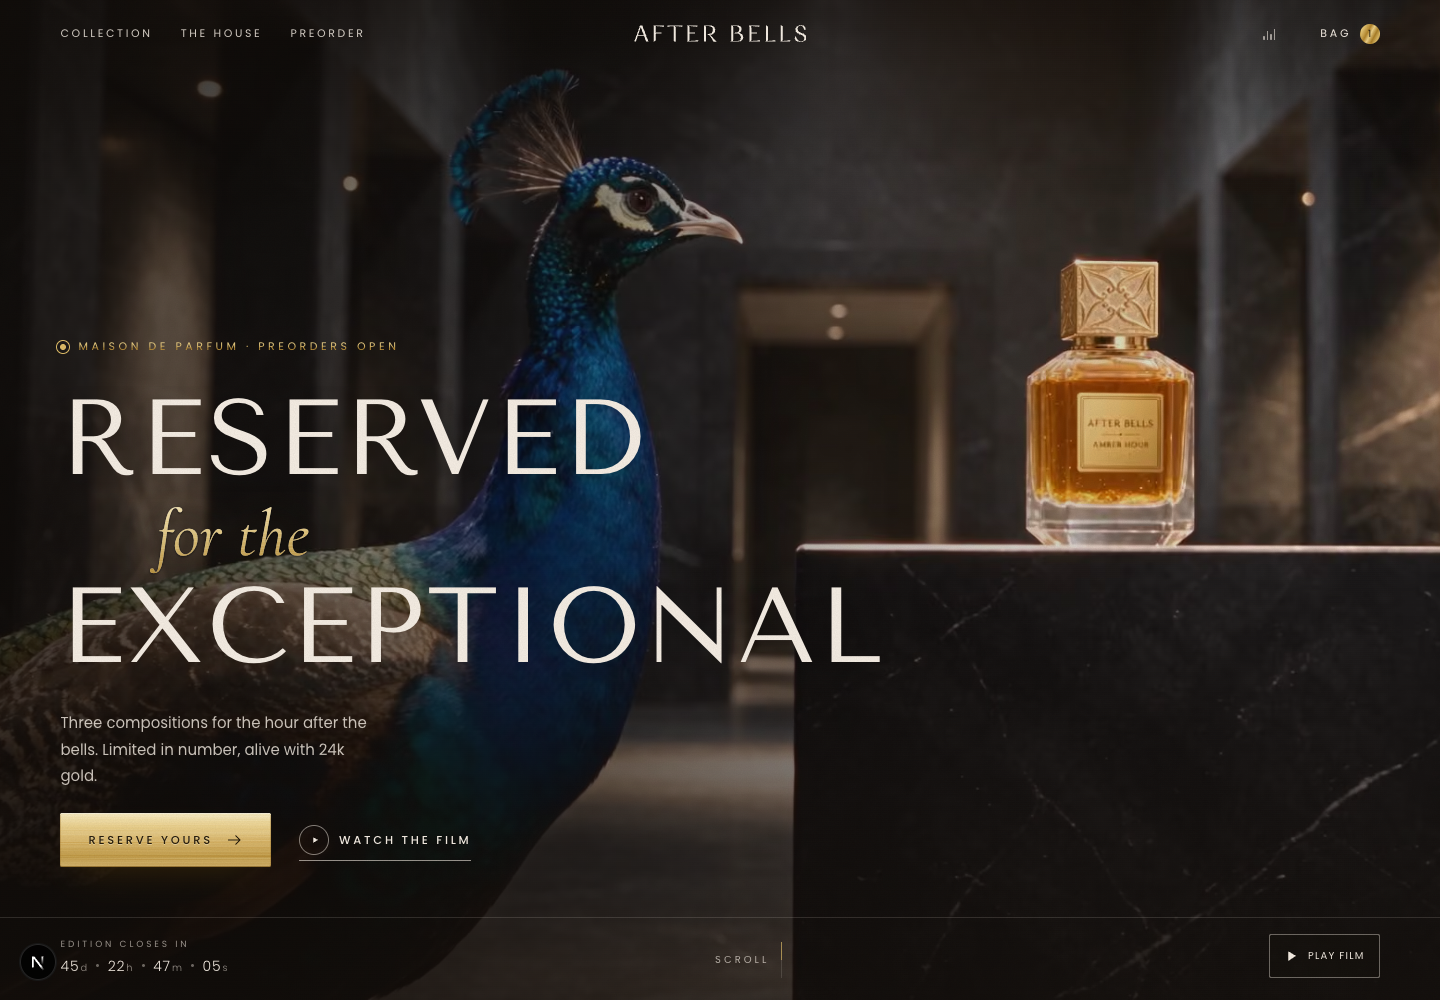 COLLECTION THE HOUSE PREORDER AFTER BELLS BAG 1
MAISON DE PARFUM · PREORDERS OPEN
RESERVED
for the
EXCEPTIONAL
AFTER BELLS
AMBER HOUR
Three compositions for the hour after the
bells. Limited in number, alive with 24k
gold.
RESERVE YOURS → WATCH THE FILM
EDITION CLOSES IN
45d • 22h • 47m • 05s
SCROLL
PLAY FILM
N